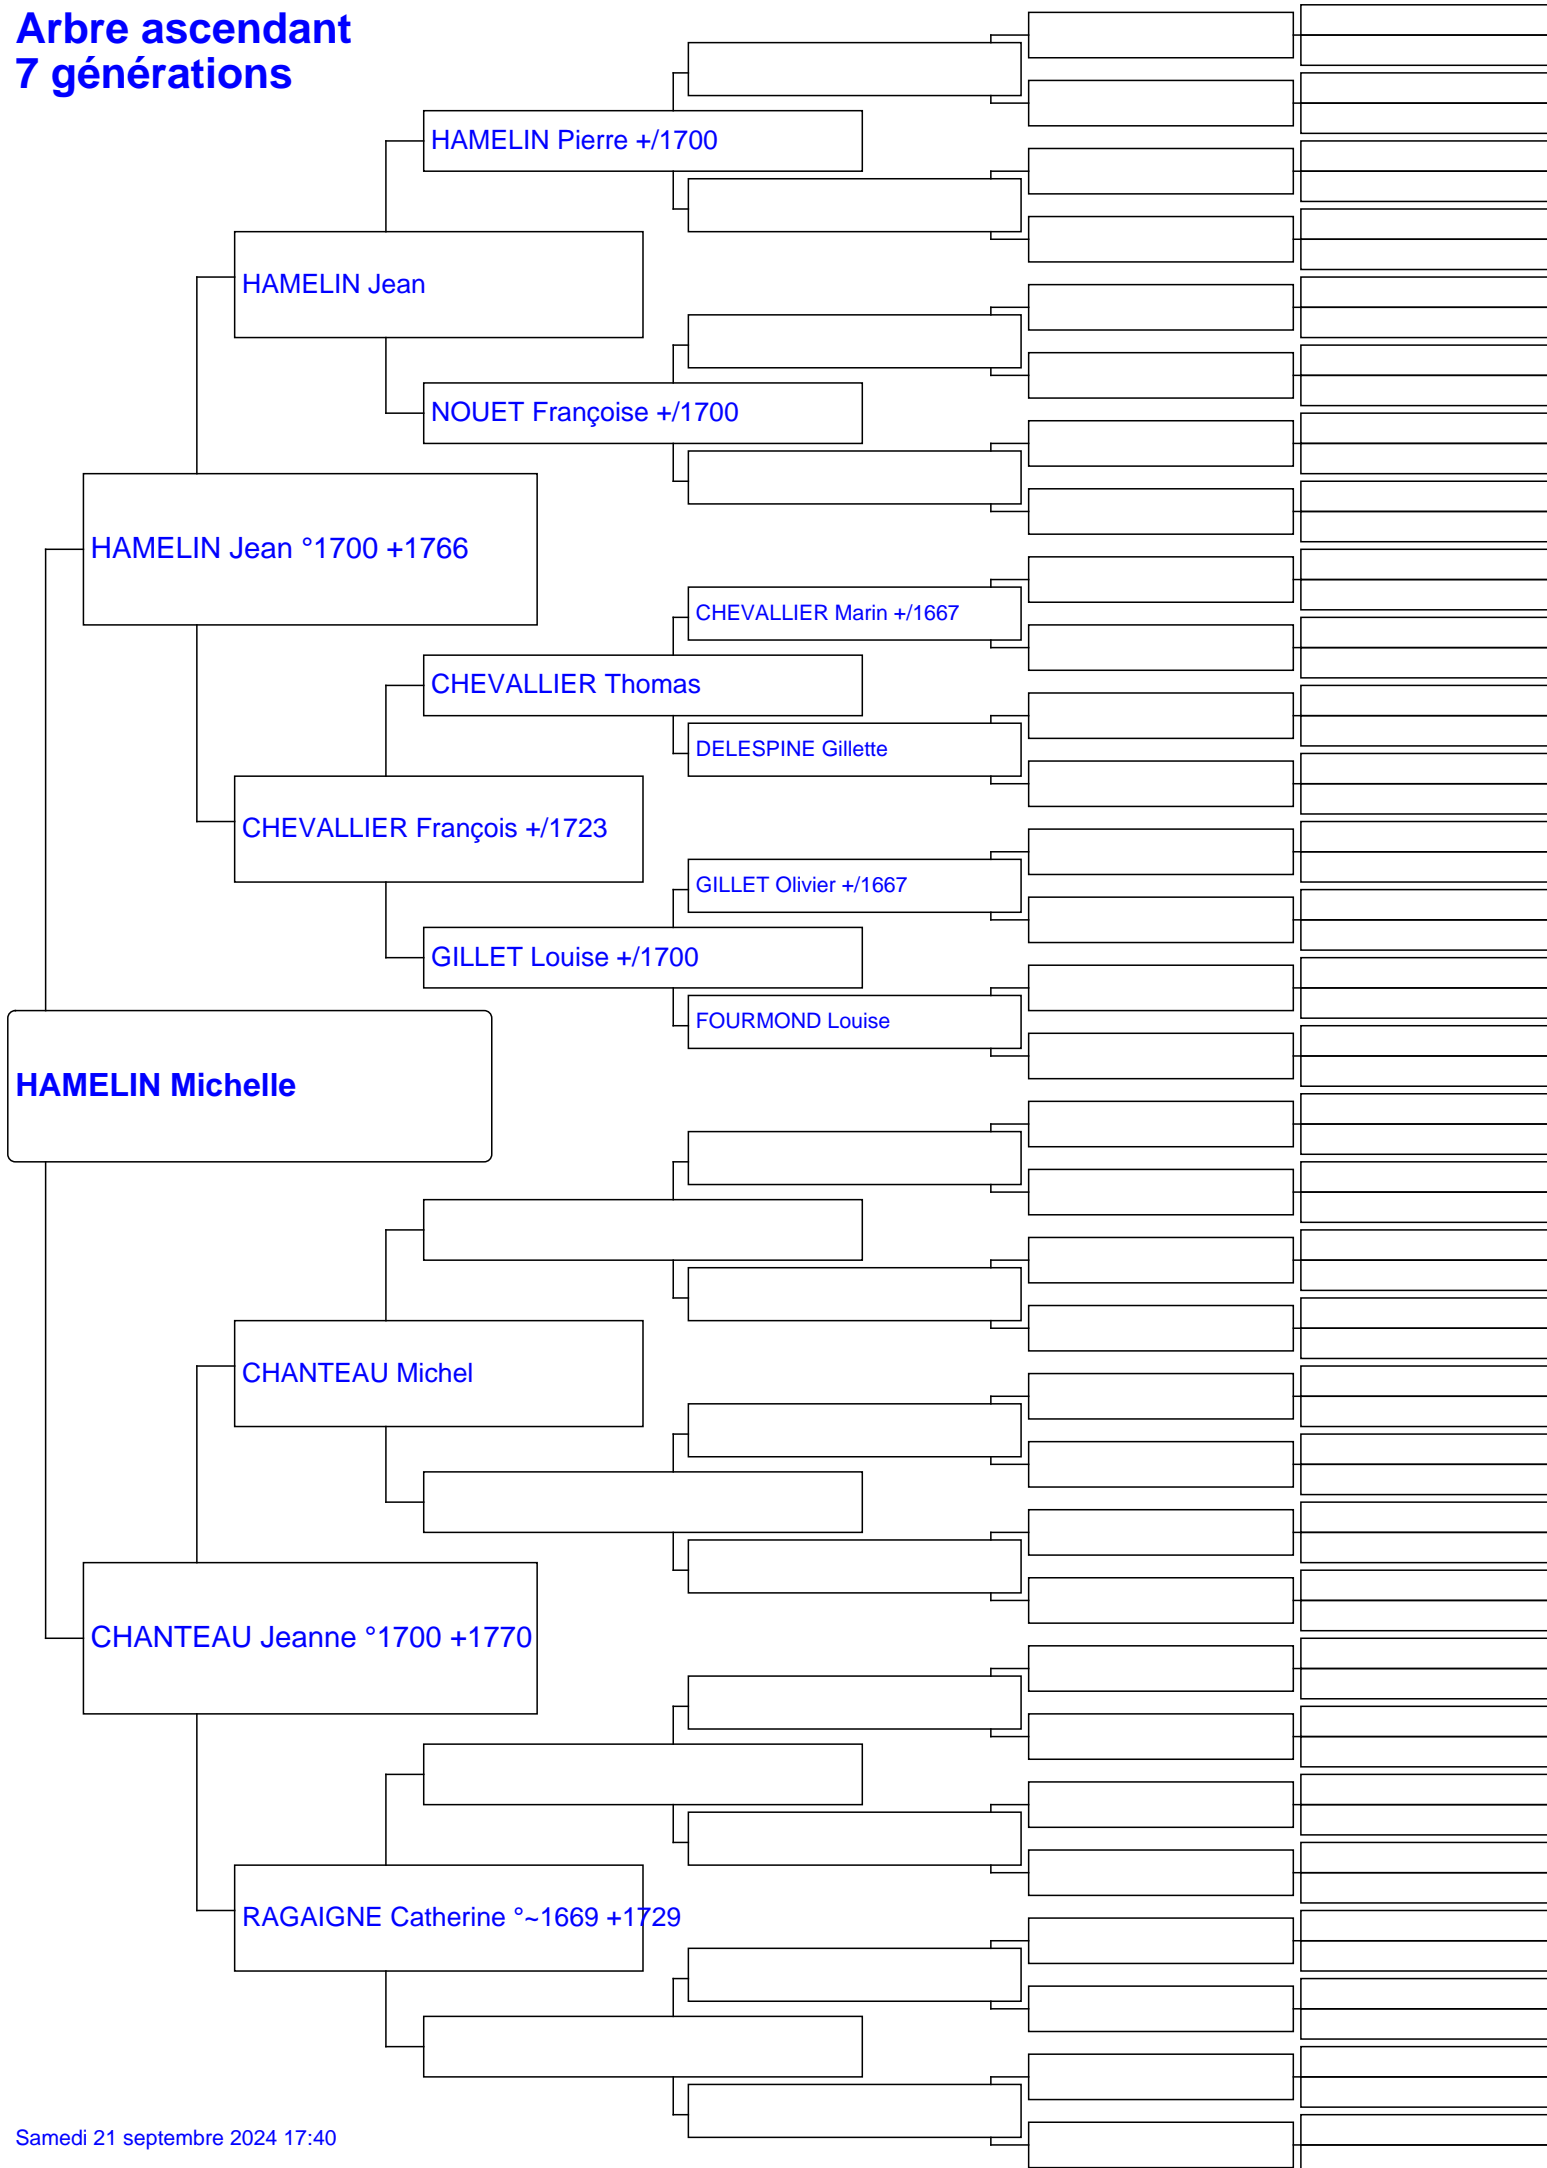 Arbre ascendant
7 générations
HAMELIN Pierre +/1700
HAMELIN Jean
NOUET Françoise +/1700
HAMELIN Jean °1700 +1766
CHEVALLIER Marin +/1667
CHEVALLIER Thomas
DELESPINE Gillette
CHEVALLIER François +/1723
GILLET Olivier +/1667
GILLET Louise +/1700
FOURMOND Louise
HAMELIN Michelle
CHANTEAU Michel
CHANTEAU Jeanne °1700 +1770
RAGAIGNE Catherine °~1669 +1729
Samedi 21 septembre 2024 17:40